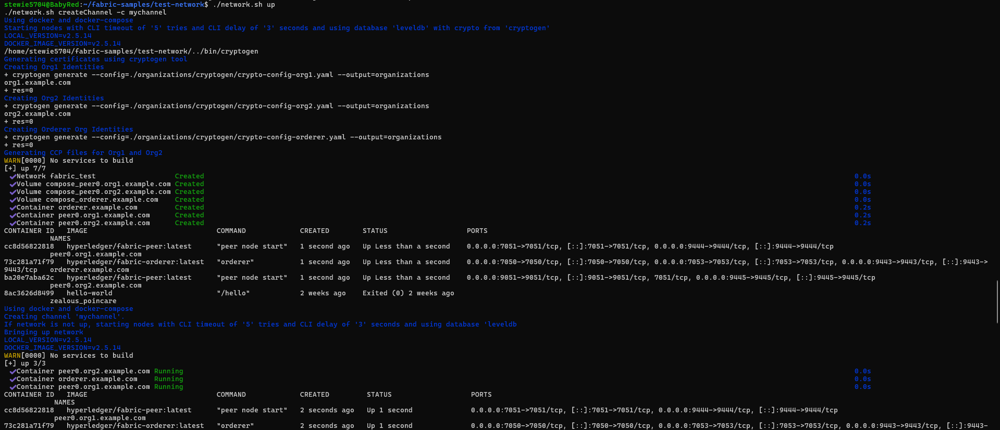 stewie5704@BabyRed:~/fabric-samples/test-network$ ./network.sh up
./network.sh createChannel -c mychannel
Using docker and docker-compose
Starting nodes with CLI timeout of '5' tries and CLI delay of '3' seconds and using database 'leveldb' with crypto from 'cryptogen'
LOCAL_VERSION=v2.5.14
DOCKER_IMAGE_VERSION=v2.5.14
/home/stewie5704/fabric-samples/test-network/../bin/cryptogen
Generating certificates using cryptogen tool
Creating Org1 Identities
+ cryptogen generate --config=./organizations/cryptogen/crypto-config-org1.yaml --output=organizations
org1.example.com
+ res=0
Creating Org2 Identities
+ cryptogen generate --config=./organizations/cryptogen/crypto-config-org2.yaml --output=organizations
org2.example.com
+ res=0
Creating Orderer Org Identities
+ cryptogen generate --config=./organizations/cryptogen/crypto-config-orderer.yaml --output=organizations
+ res=0
Generating CCP files for Org1 and Org2
WARN[0000] No services to build
[+] up 7/7
✔Network fabric_test Created 0.0s
✔Volume compose_peer0.org1.example.com Created 0.0s
✔Volume compose_peer0.org2.example.com Created 0.0s
✔Volume compose_orderer.example.com Created 0.0s
✔Container orderer.example.com Created 0.2s
✔Container peer0.org1.example.com Created 0.2s
✔Container peer0.org2.example.com Created 0.2s
CONTAINER ID IMAGE COMMAND CREATED STATUS PORTS
NAMES
cc8d56822818 hyperledger/fabric-peer:latest "peer node start" 1 second ago Up Less than a second 0.0.0.0:7051->7051/tcp, [::]:7051->7051/tcp, 0.0.0.0:9444->9444/tcp, [::]:9444->9444/tcp
peer0.org1.example.com
73c281a71f79 hyperledger/fabric-orderer:latest "orderer" 1 second ago Up Less than a second 0.0.0.0:7050->7050/tcp, [::]:7050->7050/tcp, 0.0.0.0:7053->7053/tcp, [::]:7053->7053/tcp, 0.0.0.0:9443->9443/tcp, [::]:9443->
9443/tcp orderer.example.com
ba20e7aba62c hyperledger/fabric-peer:latest "peer node start" 1 second ago Up Less than a second 0.0.0.0:9051->9051/tcp, [::]:9051->9051/tcp, 7051/tcp, 0.0.0.0:9445->9445/tcp, [::]:9445->9445/tcp
peer0.org2.example.com
8ac3626d8499 hello-world "/hello" 2 weeks ago Exited (0) 2 weeks ago
zealous_poincare
Using docker and docker-compose
Creating channel 'mychannel'.
If network is not up, starting nodes with CLI timeout of '5' tries and CLI delay of '3' seconds and using database 'leveldb
Bringing up network
LOCAL_VERSION=v2.5.14
DOCKER_IMAGE_VERSION=v2.5.14
WARN[0000] No services to build
[+] up 3/3
✔Container peer0.org2.example.com Running 0.0s
✔Container orderer.example.com Running 0.0s
✔Container peer0.org1.example.com Running 0.0s
CONTAINER ID IMAGE COMMAND CREATED STATUS PORTS
NAMES
cc8d56822818 hyperledger/fabric-peer:latest "peer node start" 2 seconds ago Up 1 second 0.0.0.0:7051->7051/tcp, [::]:7051->7051/tcp, 0.0.0.0:9444->9444/tcp, [::]:9444->9444/tcp
peer0.org1.example.com
73c281a71f79 hyperledger/fabric-orderer:latest "orderer" 2 seconds ago Up 1 second 0.0.0.0:7050->7050/tcp, [::]:7050->7050/tcp, 0.0.0.0:7053->7053/tcp, [::]:7053->7053/tcp, 0.0.0.0:9443->9443/tcp, [::]:9443-